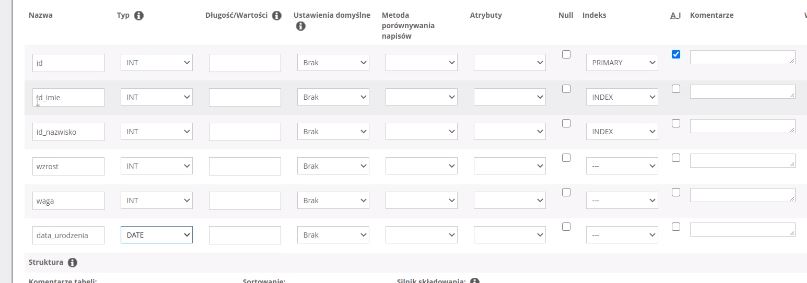 Nazwa Typ Długość/Wartości Ustawienia domyślne Metoda porównywania napisów Atrybuty Null Indeks A_I Komentarze
id INT Brak PRIMARY
id_imie INT Brak INDEX
id_nazwisko INT Brak INDEX
wzrost INT Brak ---
waga INT Brak ---
data_urodzenia DATE Brak ---
Struktura
Komentarze tabeli: Sortowanie: Silnik składowania: